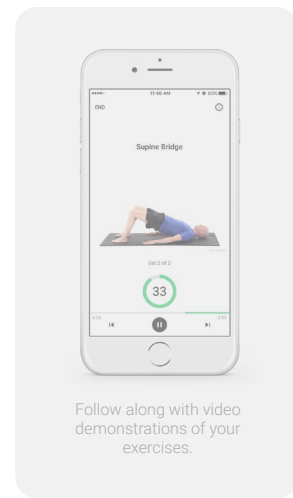 11:40 AM
60%
END
Supine Bridge
Set 2 of 2
33
Follow along with video
demonstrations of your
exercises.